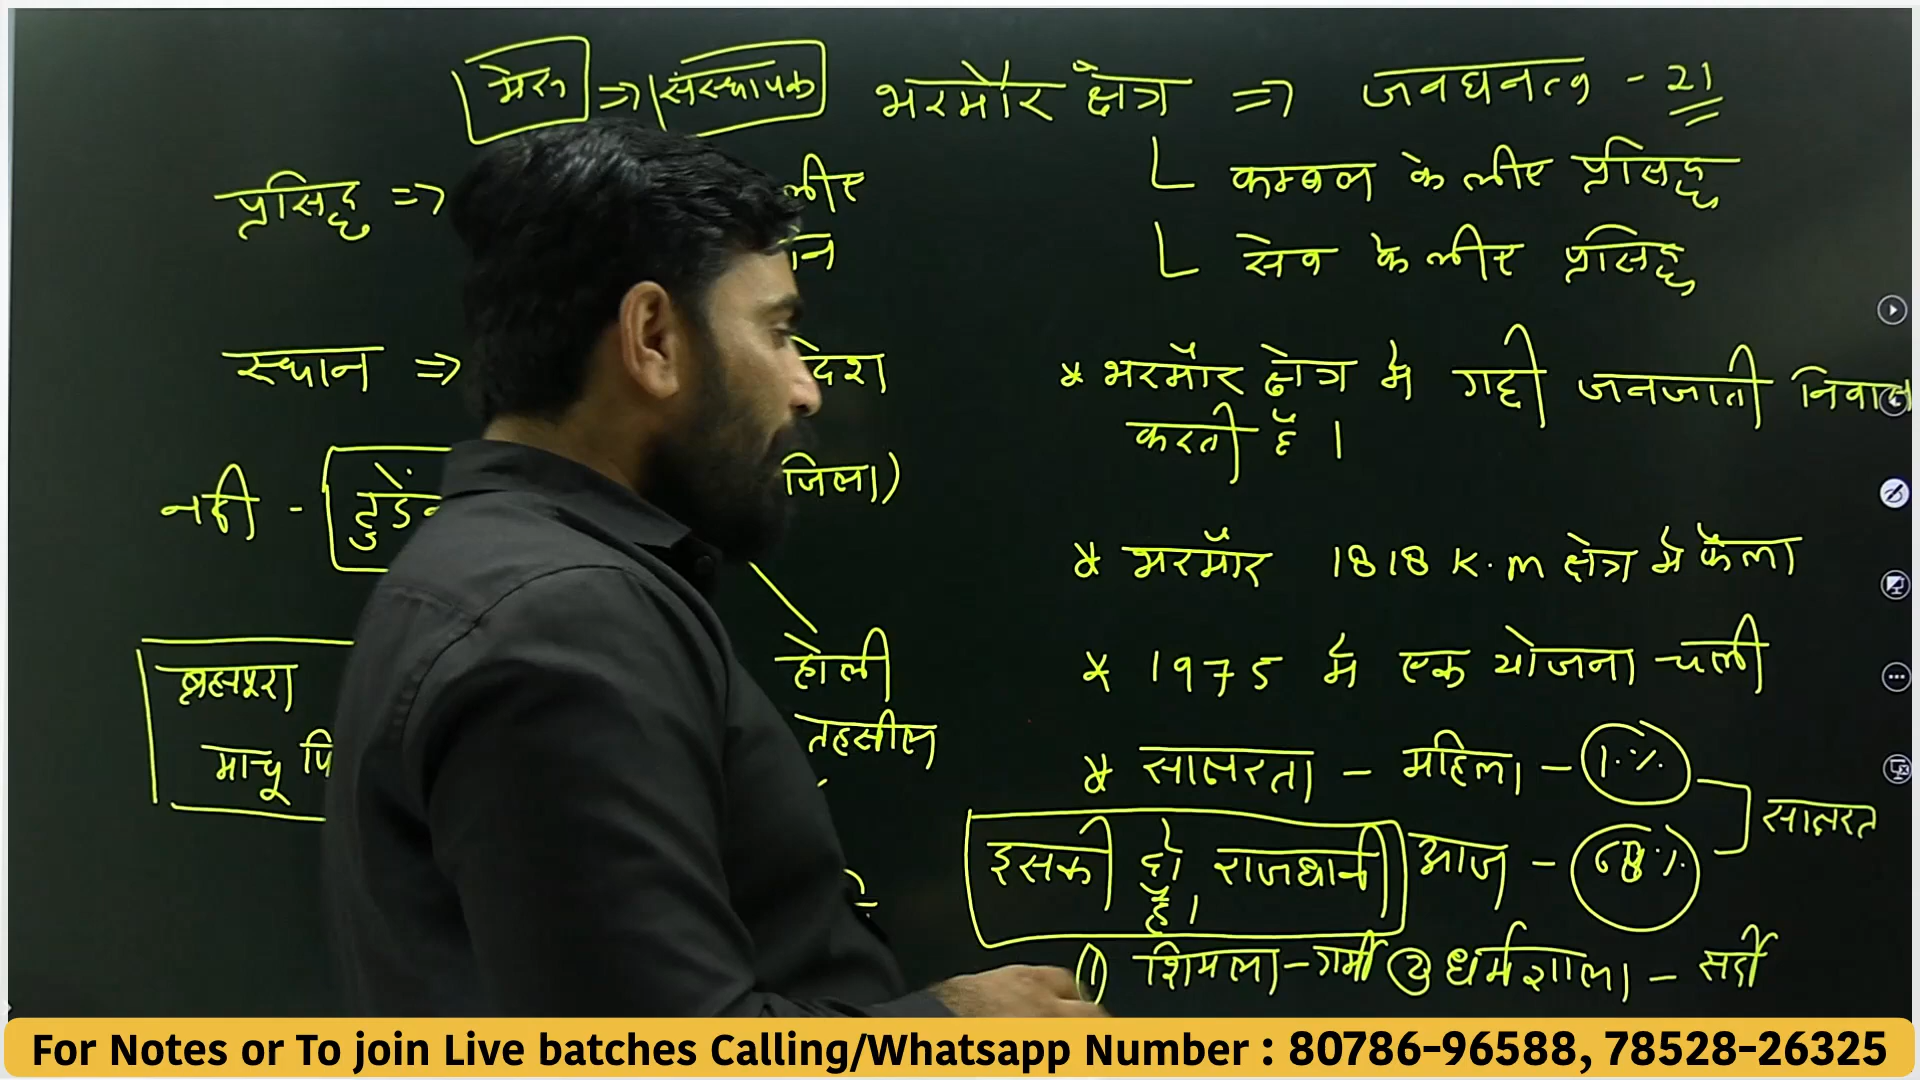 मेरु => संस्थापक
प्रसिद्ध =>
लीए
स्थान =>
नदी -
जिला)
ब्रह्मपुरा
माचू पि
होली
तहसील
भरमौर क्षेत्र => जनघनत्व - 21
कम्बल के लीए प्रसिद्ध
सेव के लीए प्रसिद्ध
* भरमौर क्षेत्र मे गद्दी जनजाती
करती है ।
* भरमौर 1818 K.m क्षेत्र मे फैला
* 1975 मे एक योजना चली
* साक्षरता - महिला - 1%
साक्षरत
इसकी दो राजधानी है। आज -
① शिमला - गर्मी ② धर्मशाला - सर्दी
For Notes or To join Live batches Calling/Whatsapp Number : 80786-96588, 78528-26325